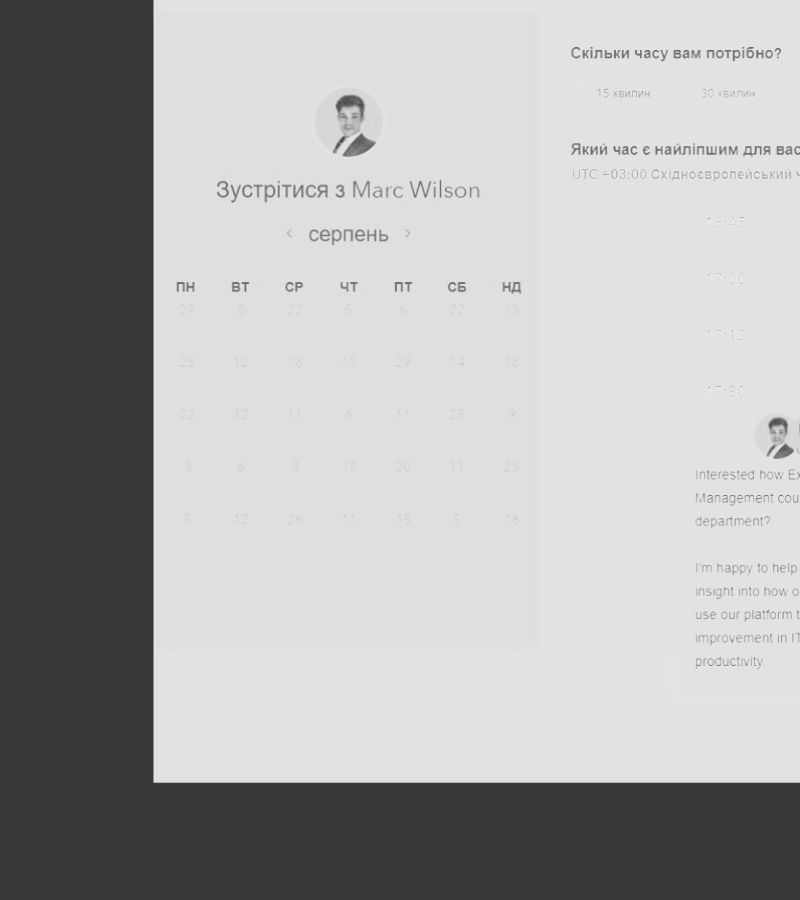 Скільки часу вам потрібно?
15 хвилин 30 хвилин
Який час є найліпшим для вас
UTC +03:00 Східноєвропейський ч
Зустрітися з Marc Wilson
‹ серпень ›
ПН ВТ СР ЧТ ПТ СБ НД
29 8 22 5 6 22 13
25 12 18 13 29 14 18
22 12 11 6 11 28 9
3 6 3 15 20 11 25
8 12 26 11 15 5 16
16:45
17:00
17:15
17:30
Interested how Ex
Management cou
department?
I'm happy to help
insight into how o
use our platform t
improvement in IT
productivity.